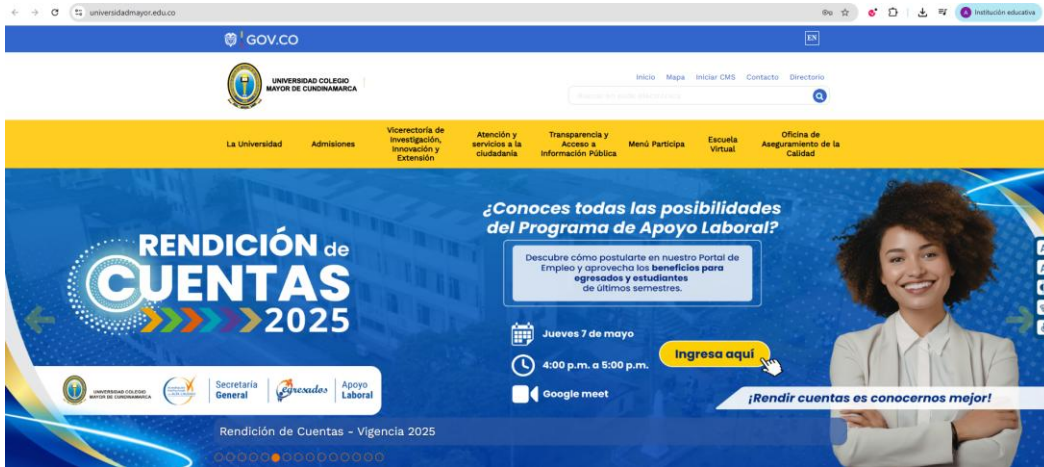 universidadmayor.edu.co
Institución educativa
GOV.CO
EN
UNIVERSIDAD COLEGIO
MAYOR DE CUNDINAMARCA
Inicio Mapa Iniciar CMS Contacto Directorio
La Universidad
Admisiones
Vicerectoría de
Investigación,
Innovación y
Extensión
Atención y
servicios a la
ciudadanía
Transparencia y
Acceso a
Información Pública
Menú Participa
Escuela
Virtual
Oficina de
Aseguramiento de la
Calidad
RENDICIÓN de
CUENTAS
2025
¿Conoces todas las posibilidades
del Programa de Apoyo Laboral?
Descubre cómo postularte en nuestro Portal de
Empleo y aprovecha los beneficios para
egresados y estudiantes
de últimos semestres.
Jueves 7 de mayo
4:00 p.m. a 5:00 p.m.
Google meet
Ingresa aquí
UNIVERSIDAD COLEGIO
MAYOR DE CUNDINAMARCA
Secretaría
General
Egresados
Apoyo
Laboral
¡Rendir cuentas es conocernos mejor!
Rendición de Cuentas - Vigencia 2025